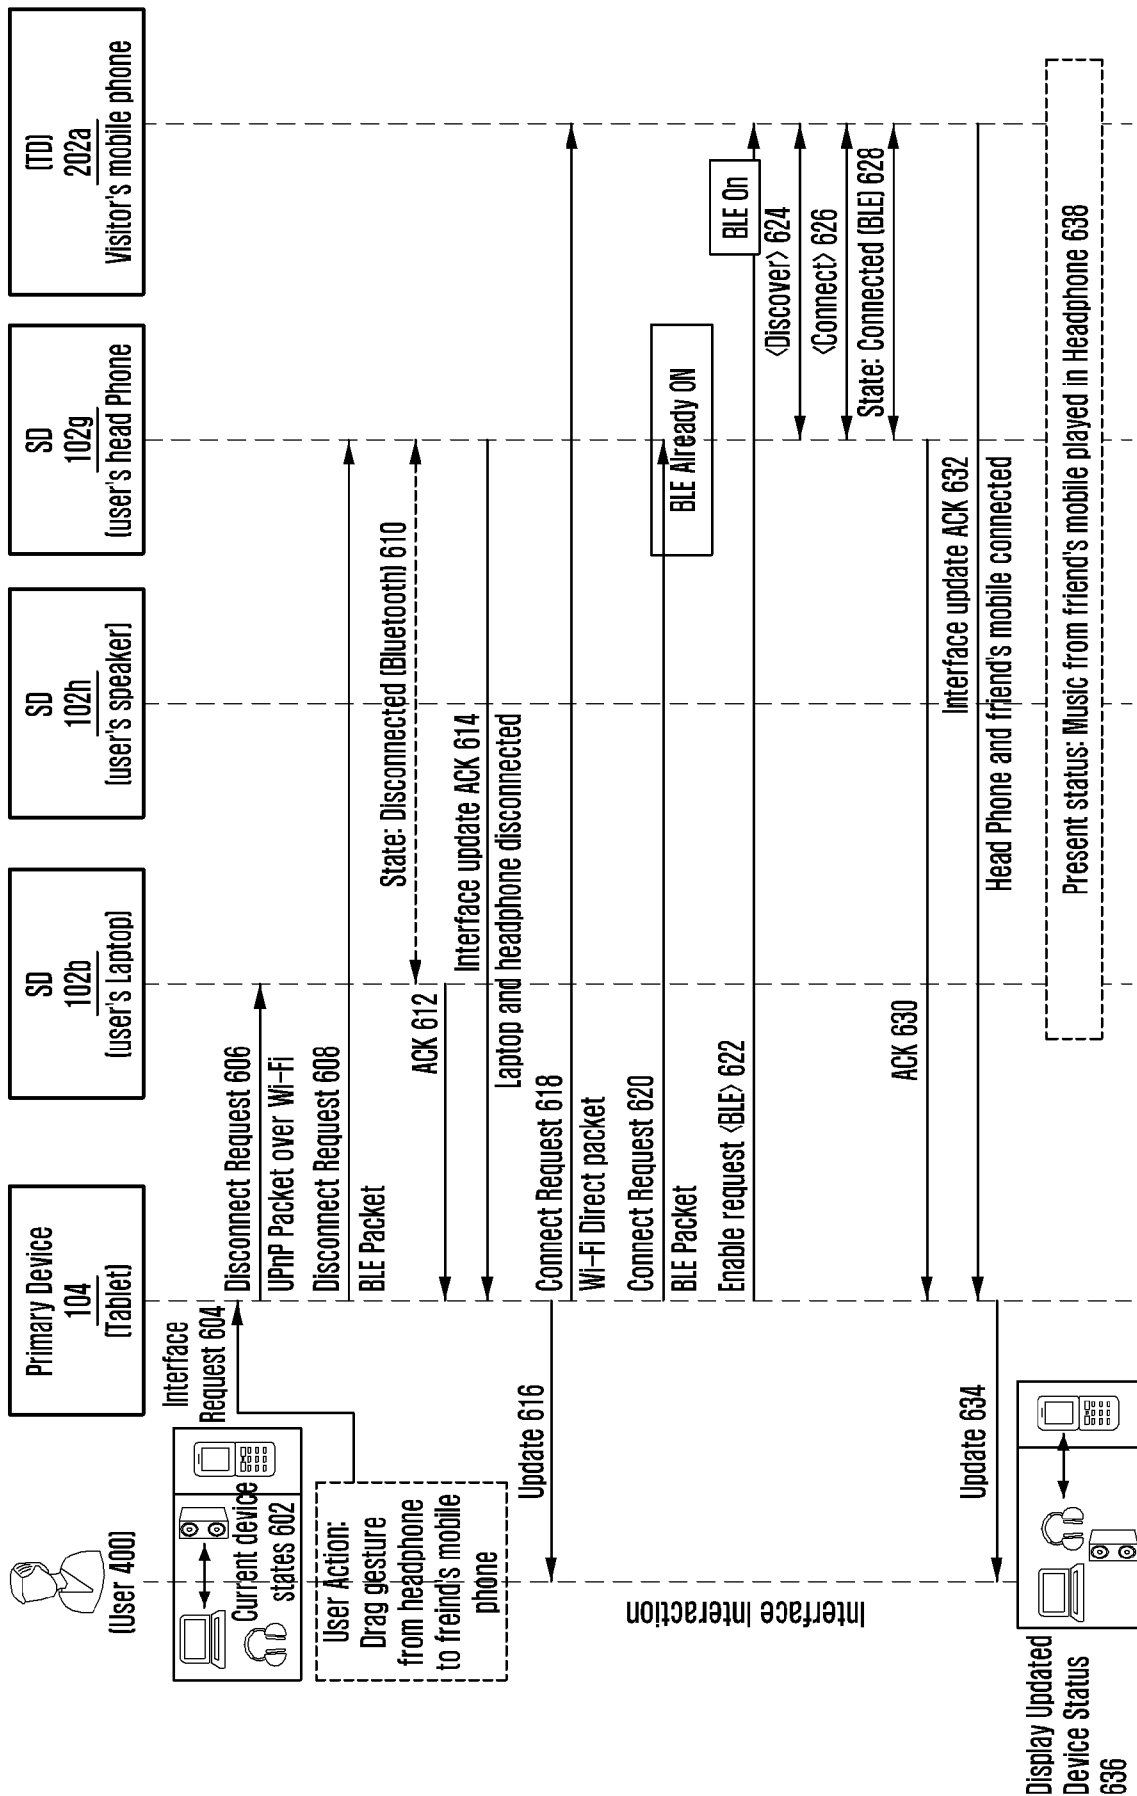 (User 400)
Primary Device
104
(Tablet)
SD
102b
(user's Laptop)
SD
102h
(user's speaker)
SD
102g
(user's head Phone
(TD)
202a
Visitor's mobile phone
Current device
states 602
Interface
Request 604
User Action:
Drag gesture
from headphone
to freind's mobile
phone
Disconnect Request 606
UPnP Packet over Wi-Fi
Disconnect Request 608
BLE Packet
State: Disconnected (Bluetooth) 610
ACK 612
Interface update ACK 614
Laptop and headphone disconnected
Update 616
Connect Request 618
Wi-Fi Direct packet
Connect Request 620
BLE Packet
BLE Already ON
Enable request <BLE> 622
BLE On
<Discover> 624
<Connect> 626
State: Connected (BLE) 628
Interface Interaction
ACK 630
Interface update ACK 632
Head Phone and friend's mobile connected
Update 634
Display Updated
Device Status
636
Present status: Music from friend's mobile played in Headphone 638